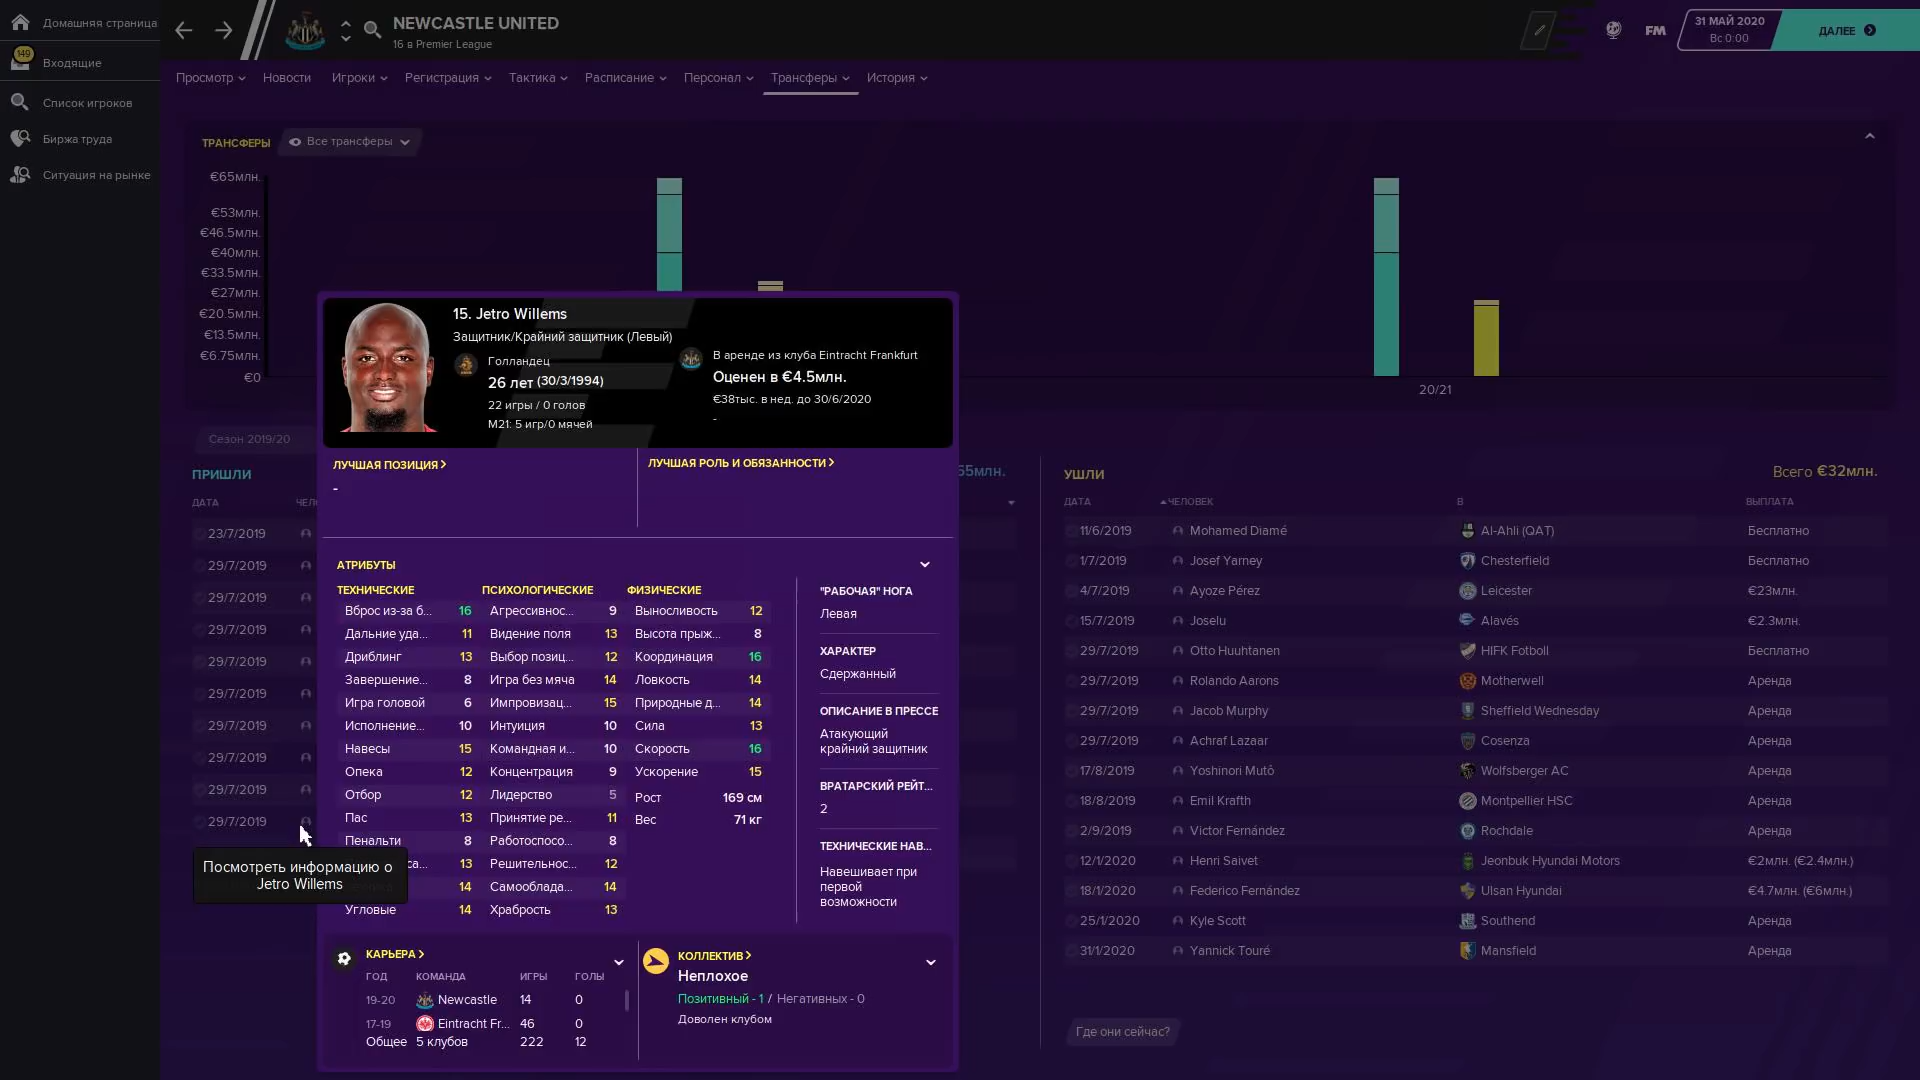 Домашняя страница
149
Входящие
Список игроков
Биржа труда
Ситуация на рынке
NEWCASTLE UNITED
16 в Premier League
FM
31 МАЙ 2020
Вс 0:00
ДАЛЕЕ
Просмотр
Новости
Игроки
Регистрация
Тактика
Расписание
Персонал
Трансферы
История
ТРАНСФЕРЫ
Все трансферы
€65млн.
€53млн.
€46.5млн.
€40млн.
€33.5млн.
€27млн.
€20.5млн.
€13.5млн.
€6.75млн.
€0
20/21
Сезон 2019/20
ПРИШЛИ
55млн.
ДАТА
ЧЕЛ
23/7/2019
29/7/2019
29/7/2019
29/7/2019
29/7/2019
29/7/2019
29/7/2019
29/7/2019
29/7/2019
29/7/2019
Посмотреть информацию о
Jetro Willems
15. Jetro Willems
Защитник/Крайний защитник (Левый)
Голландец
26 лет (30/3/1994)
22 игры / 0 голов
М21: 5 игр/0 мячей
В аренде из клуба Eintracht Frankfurt
Оценен в €4.5млн.
€38тыс. в нед. до 30/6/2020
-
ЛУЧШАЯ ПОЗИЦИЯ
-
ЛУЧШАЯ РОЛЬ И ОБЯЗАННОСТИ
АТРИБУТЫ
ТЕХНИЧЕСКИЕ
Вброс из-за б... 16
Дальние уда... 11
Дриблинг 13
Завершение... 8
Игра головой 6
Исполнение... 10
Навесы 15
Опека 12
Отбор 12
Пас 13
Пенальти 8
са... 13
14
Угловые 14
ПСИХОЛОГИЧЕСКИЕ
Агрессивнос... 9
Видение поля 13
Выбор позиц... 12
Игра без мяча 14
Импровизац... 15
Интуиция 10
Командная и... 10
Концентрация 9
Лидерство 5
Принятие ре... 11
Работоспосо... 8
Решительнос... 12
Самооблада... 14
Храбрость 13
ФИЗИЧЕСКИЕ
Выносливость 12
Высота прыж... 8
Координация 16
Ловкость 14
Природные д... 14
Сила 13
Скорость 16
Ускорение 15
Рост 169 см
Вес 71 кг
"РАБОЧАЯ" НОГА
Левая
ХАРАКТЕР
Сдержанный
ОПИСАНИЕ В ПРЕССЕ
Атакующий
крайний защитник
ВРАТАРСКИЙ РЕЙТ...
2
ТЕХНИЧЕСКИЕ НАВ...
Навешивает при
первой
возможности
КАРЬЕРА
ГОД КОМАНДА ИГРЫ ГОЛЫ
19-20 Newcastle 14 0
17-19 Eintracht Fr... 46 0
Общее 5 клубов 222 12
КОЛЛЕКТИВ
Неплохое
Позитивный - 1 / Негативных - 0
Доволен клубом
УШЛИ
Всего €32млн.
ДАТА ЧЕЛОВЕК В ВЫПЛАТА
11/6/2019 Mohamed Diamé Al-Ahli (QAT) Бесплатно
1/7/2019 Josef Yarney Chesterfield Бесплатно
4/7/2019 Ayoze Pérez Leicester €23млн.
15/7/2019 Joselu Alavés €2.3млн.
29/7/2019 Otto Huuhtanen HIFK Fotboll Бесплатно
29/7/2019 Rolando Aarons Motherwell Аренда
29/7/2019 Jacob Murphy Sheffield Wednesday Аренда
29/7/2019 Achraf Lazaar Cosenza Аренда
17/8/2019 Yoshinori Mutô Wolfsberger AC Аренда
18/8/2019 Emil Krafth Montpellier HSC Аренда
2/9/2019 Victor Fernández Rochdale Аренда
12/1/2020 Henri Saivet Jeonbuk Hyundai Motors €2млн. (€2.4млн.)
18/1/2020 Federico Fernández Ulsan Hyundai €4.7млн. (€6млн.)
25/1/2020 Kyle Scott Southend Аренда
31/1/2020 Yannick Touré Mansfield Аренда
Где они сейчас?